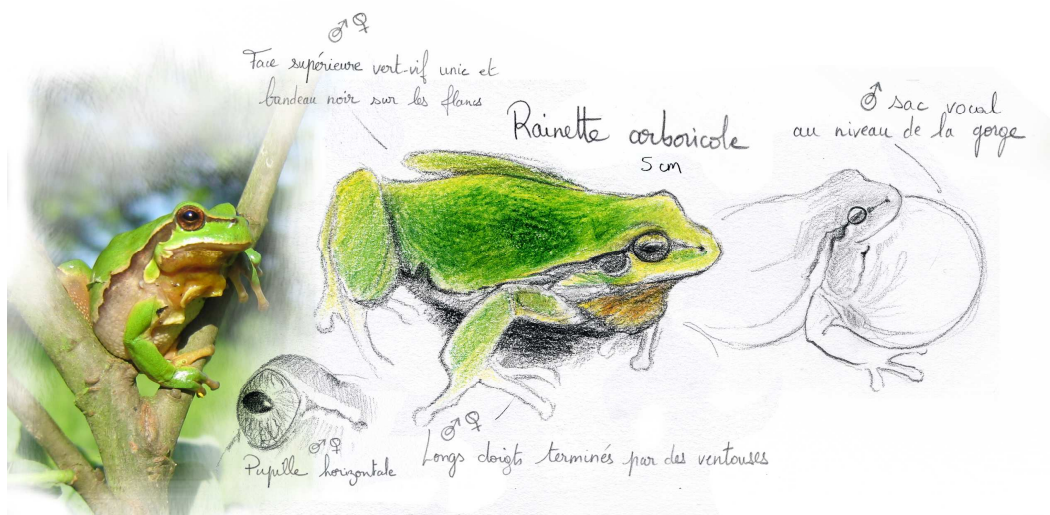 ♂♀
Face supérieure vert-vif unie et
bandeau noir sur les flancs
Rainette arboricole
5 cm
♂ sac vocal
au niveau de la gorge
♂♀
Pupille horizontale
♂♀
Longs doigts terminés par des ventouses